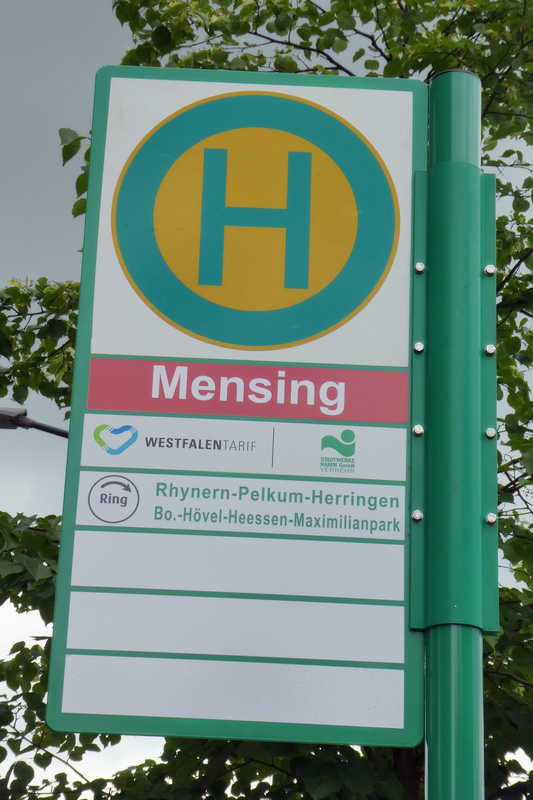 H
Mensing
WESTFALENTARIF
STADTWERKE
HAMM GmbH
VERKEHR
Ring
Rhynern-Pelkum-Herringen
Bo.-Hövel-Heessen-Maximilianpark